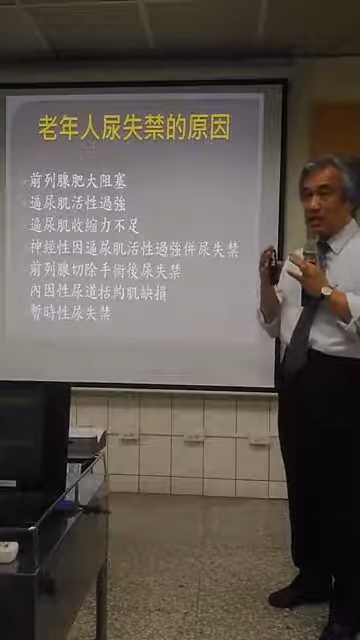 老年人尿失禁的原因
前列腺肥大阻塞
逼尿肌活性過強
逼尿肌收縮力不足
神經性因逼尿肌活性過強併尿失禁
前列腺切除手術後尿失禁
內因性尿道括約肌缺損
暫時性尿失禁